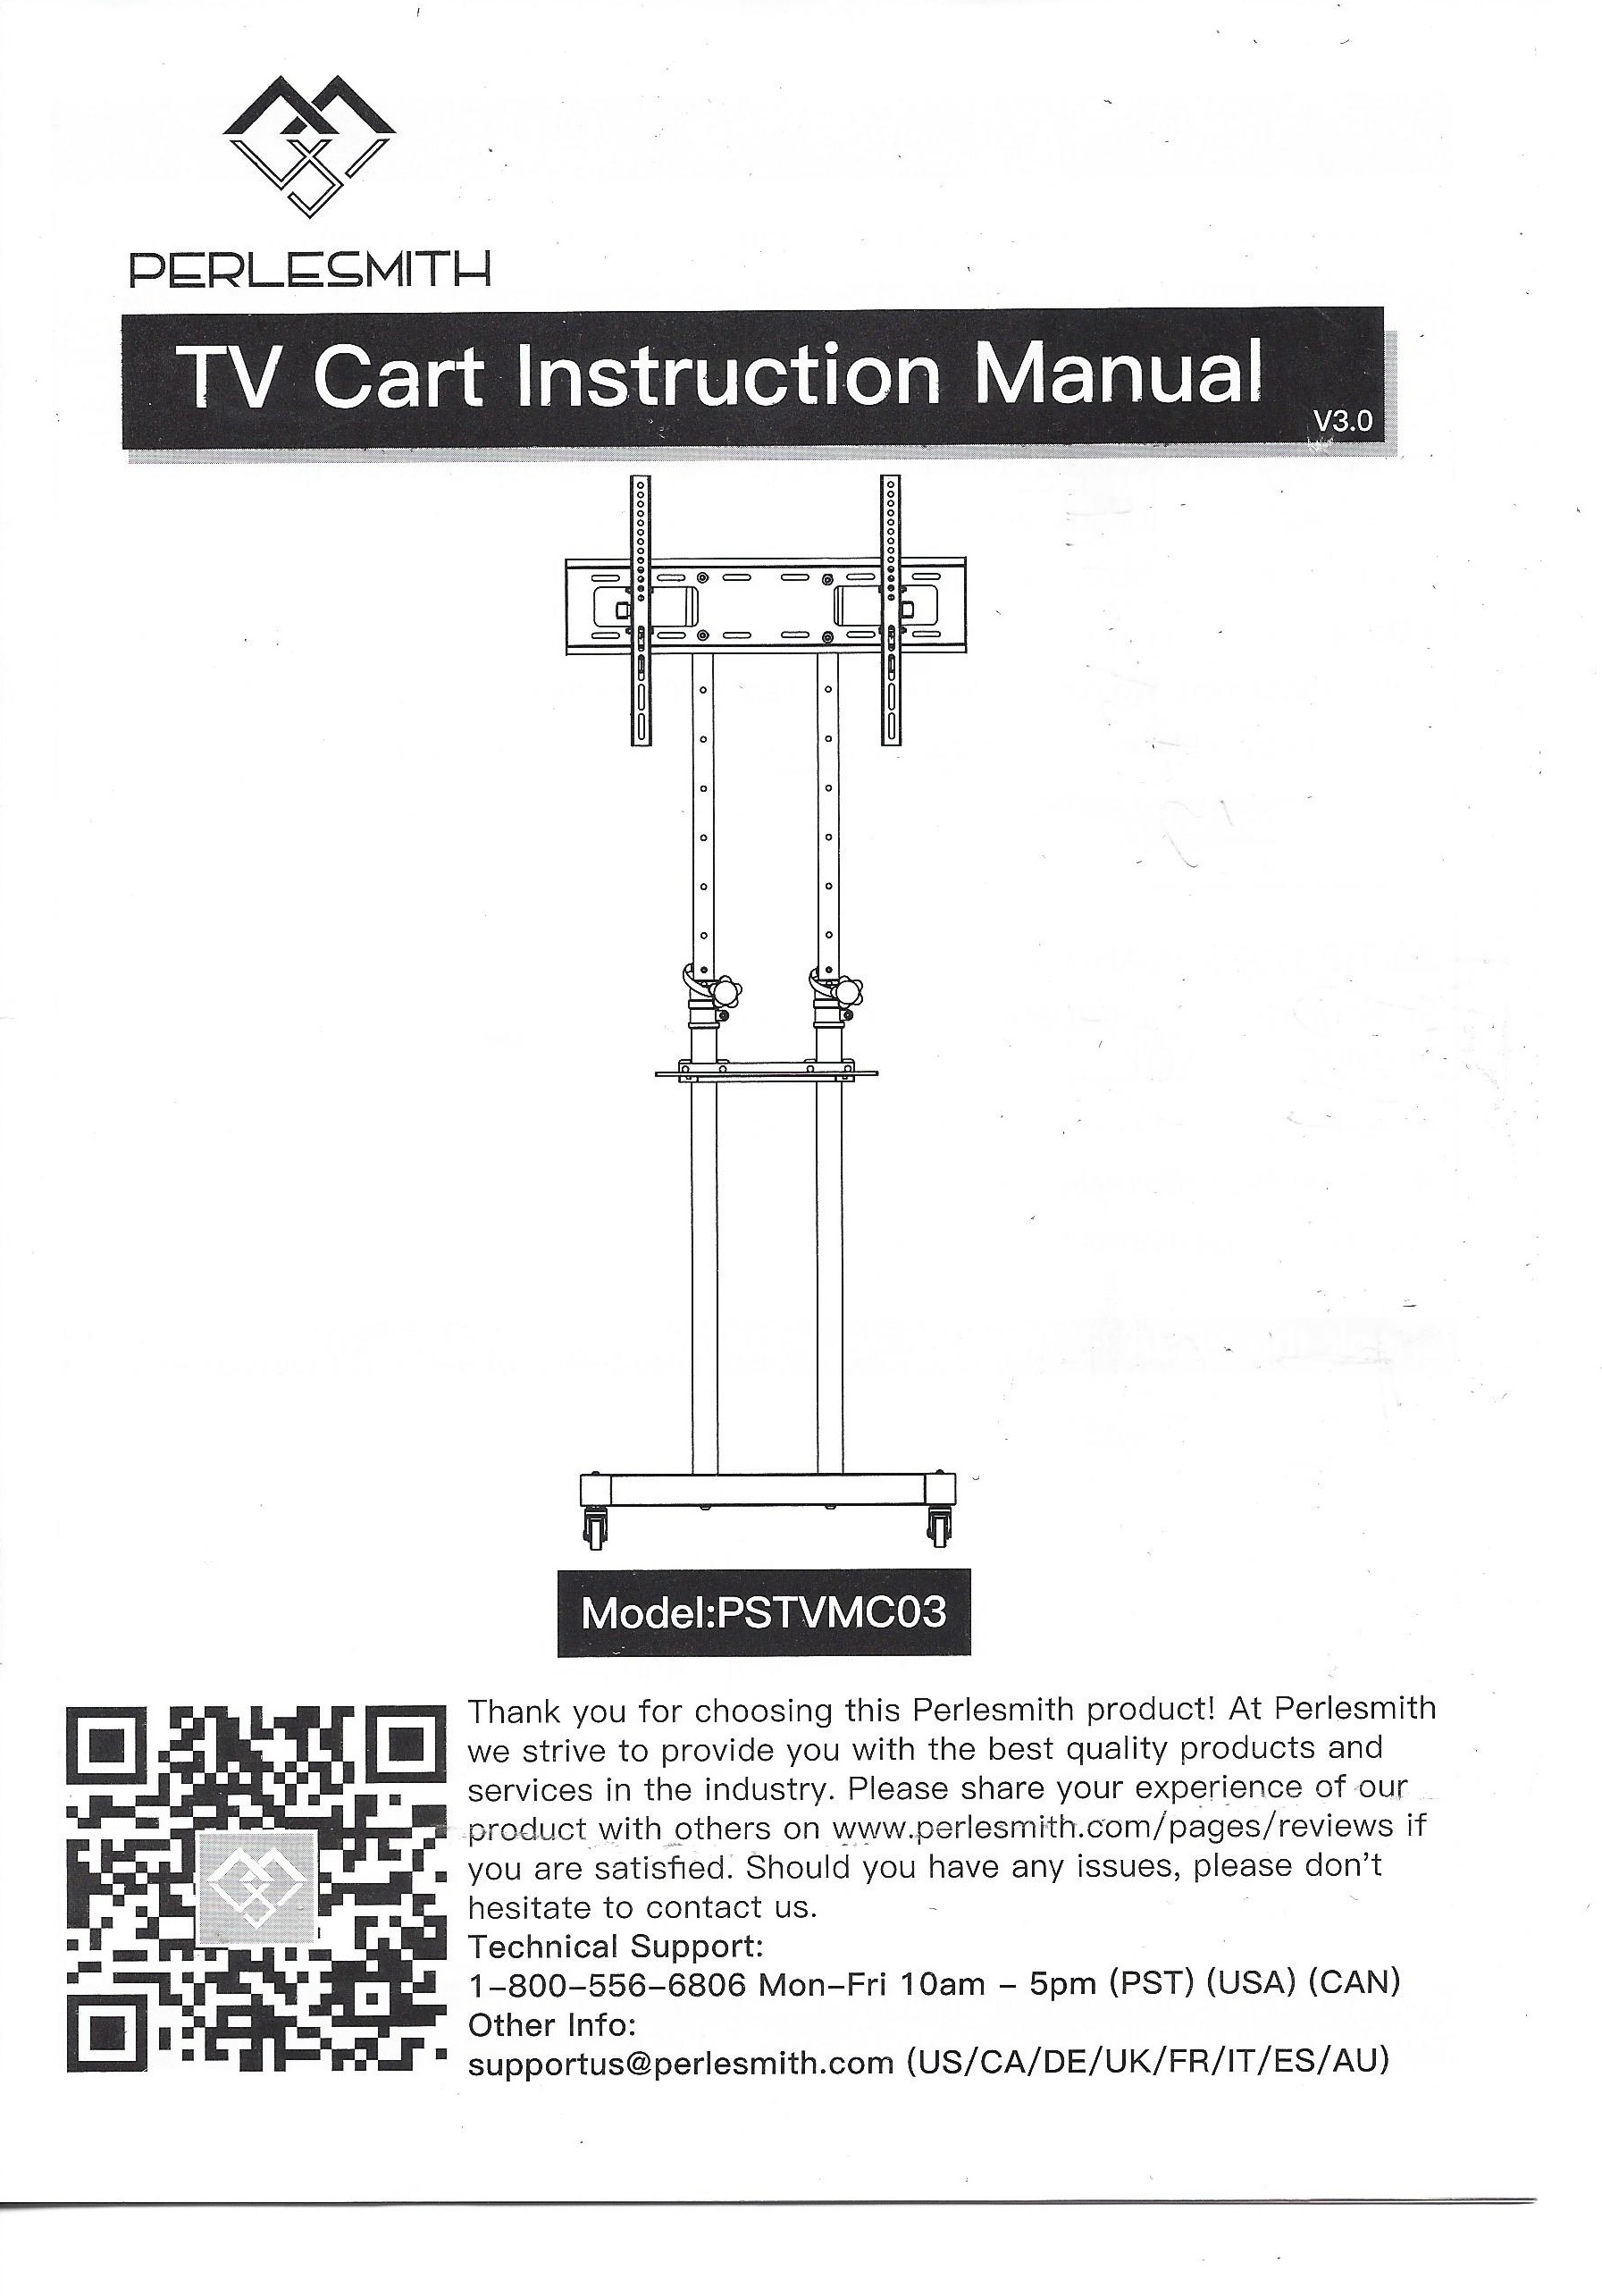 PERLESMITH
TV Cart Instruction Manual
V3.0
Model:PSTVMC03
Thank you for choosing this Perlesmith product! At Perlesmith
we strive to provide you with the best quality products and
services in the industry. Please share your experience of our
product with others on www.perlesmith.com/pages/reviews if
you are satisfied. Should you have any issues, please don't
hesitate to contact us.
Technical Support:
1-800-556-6806 Mon-Fri 10am - 5pm (PST) (USA) (CAN)
Other Info:
supportus@perlesmith.com (US/CA/DE/UK/FR/IT/ES/AU)